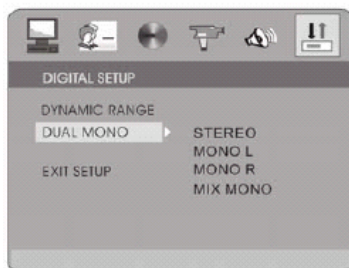 DIGITAL SETUP
DYNAMIC RANGE
DUAL MONO
EXIT SETUP
STEREO
MONO L
MONO R
MIX MONO